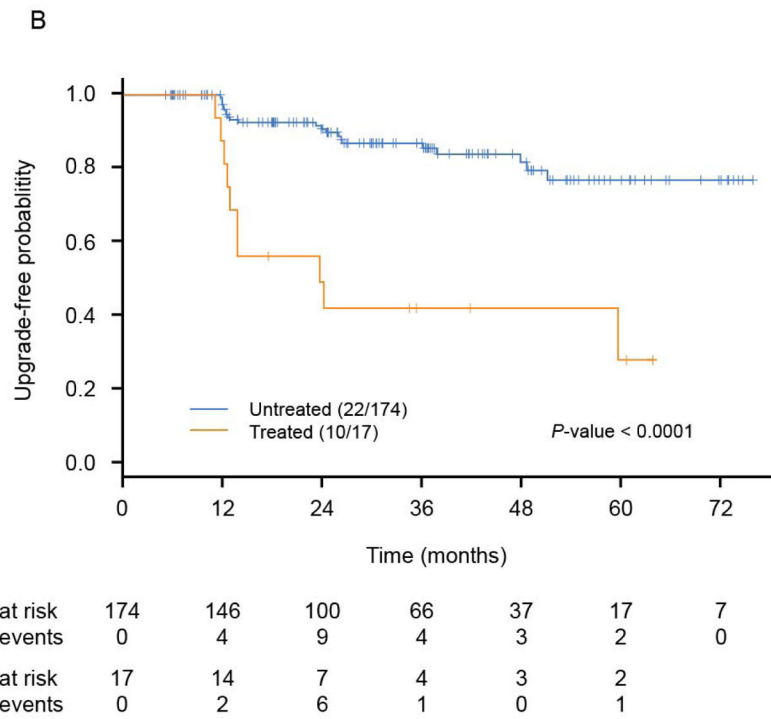 B
Upgrade-free probablitity
1.0
0.8
0.6
0.4
0.2
0.0
Untreated (22/174)
Treated (10/17)
P-value < 0.0001
0 12 24 36 48 60 72
Time (months)
at risk 174 146 100 66 37 17 7
events 0 4 9 4 3 2 0
at risk 17 14 7 4 3 2
events 0 2 6 1 0 1